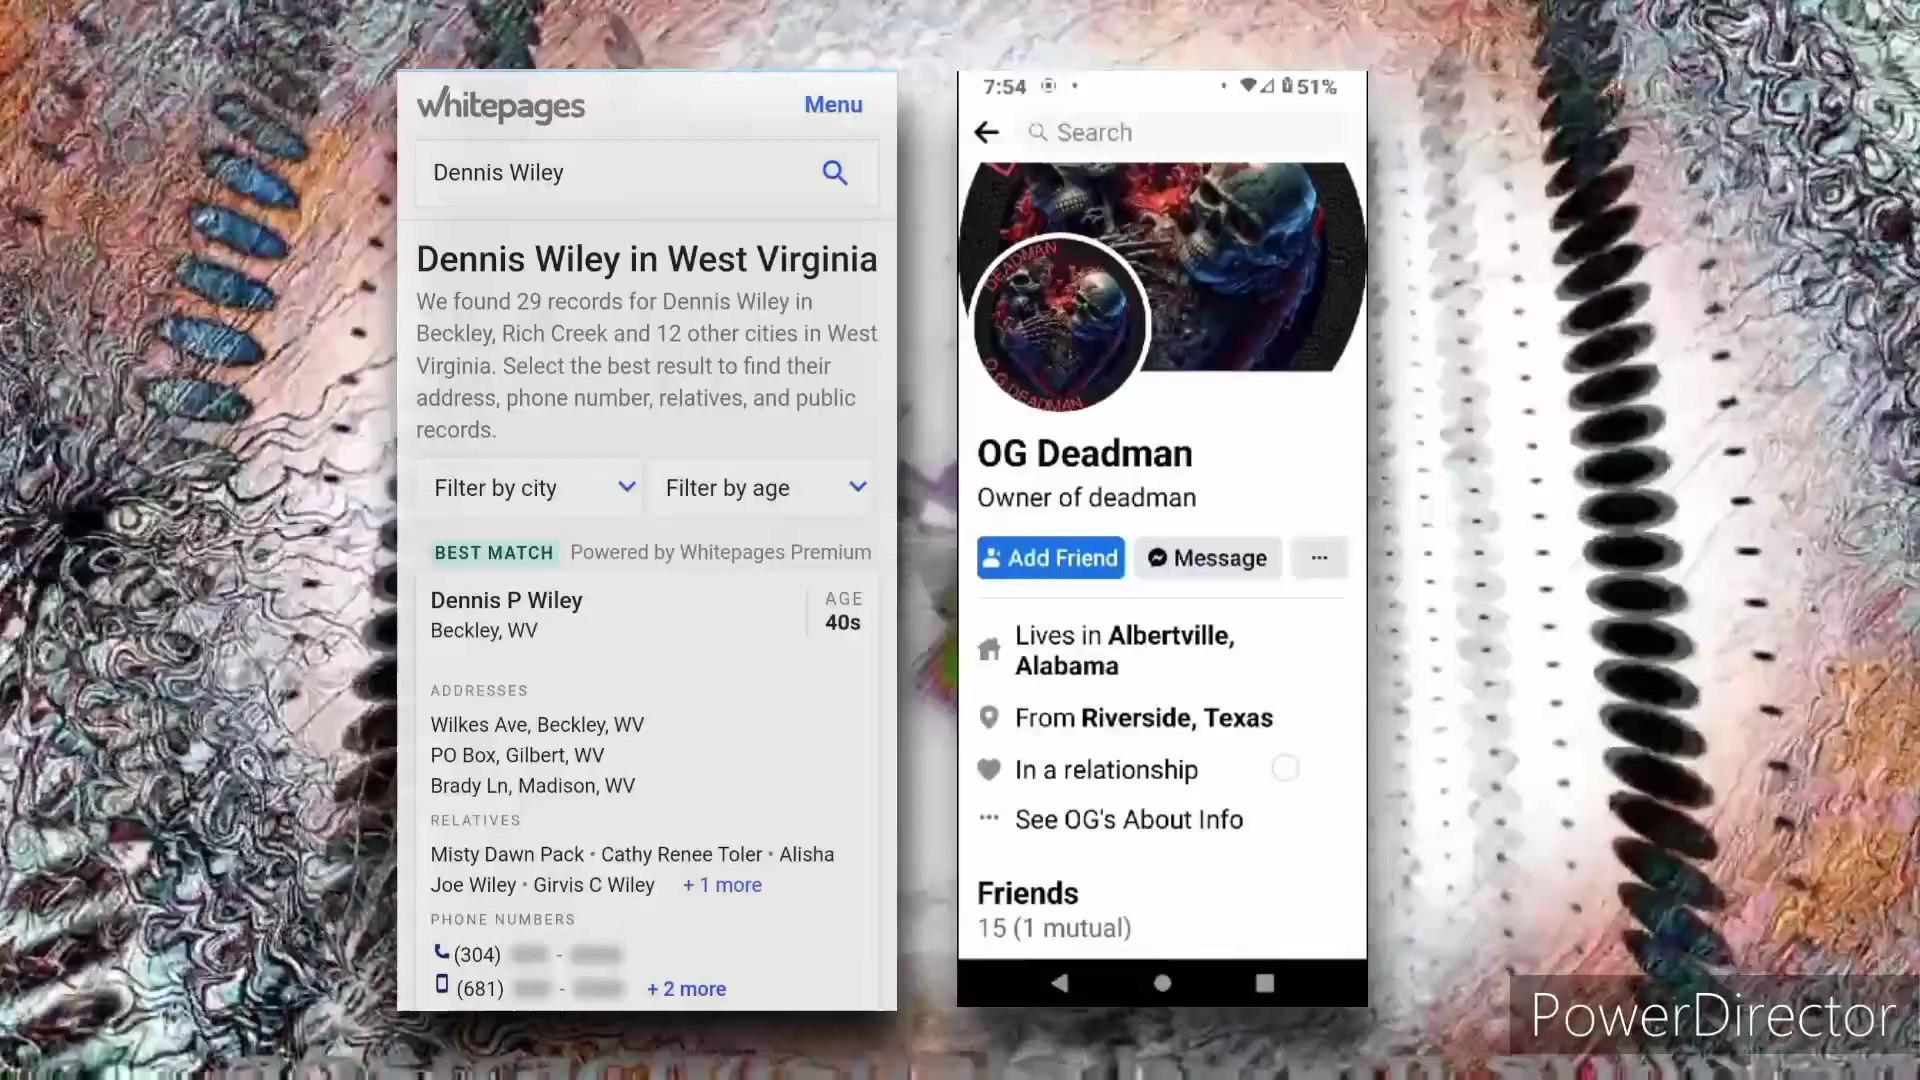 whitepages
Menu
Dennis Wiley
Dennis Wiley in West Virginia
We found 29 records for Dennis Wiley in
Beckley, Rich Creek and 12 other cities in West
Virginia. Select the best result to find their
address, phone number, relatives, and public
records.
Filter by city
Filter by age
BEST MATCH Powered by Whitepages Premium
Dennis P Wiley
Beckley, WV
AGE
40s
ADDRESSES
Wilkes Ave, Beckley, WV
PO Box, Gilbert, WV
Brady Ln, Madison, WV
RELATIVES
Misty Dawn Pack • Cathy Renee Toler • Alisha
Joe Wiley • Girvis C Wiley + 1 more
PHONE NUMBERS
(304)
(681)
+ 2 more
7:54
51%
Search
DEADMAN
O.G.DEADMAN
OG Deadman
Owner of deadman
Add Friend
Message
Lives in Albertville,
Alabama
From Riverside, Texas
In a relationship
See OG's About Info
Friends
15 (1 mutual)
PowerDirector